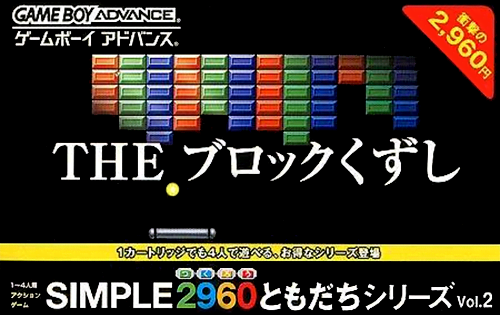 GAME BOY ADVANCE
ゲームボーイ アドバンス®
衝撃の
2,960円
THE ブロックくずし
1カートリッジでも4人で遊べる、お得なシリーズ登場
つくろう
1〜4人用
アクション
ゲーム
SIMPLE2960ともだちシリーズ Vol.2